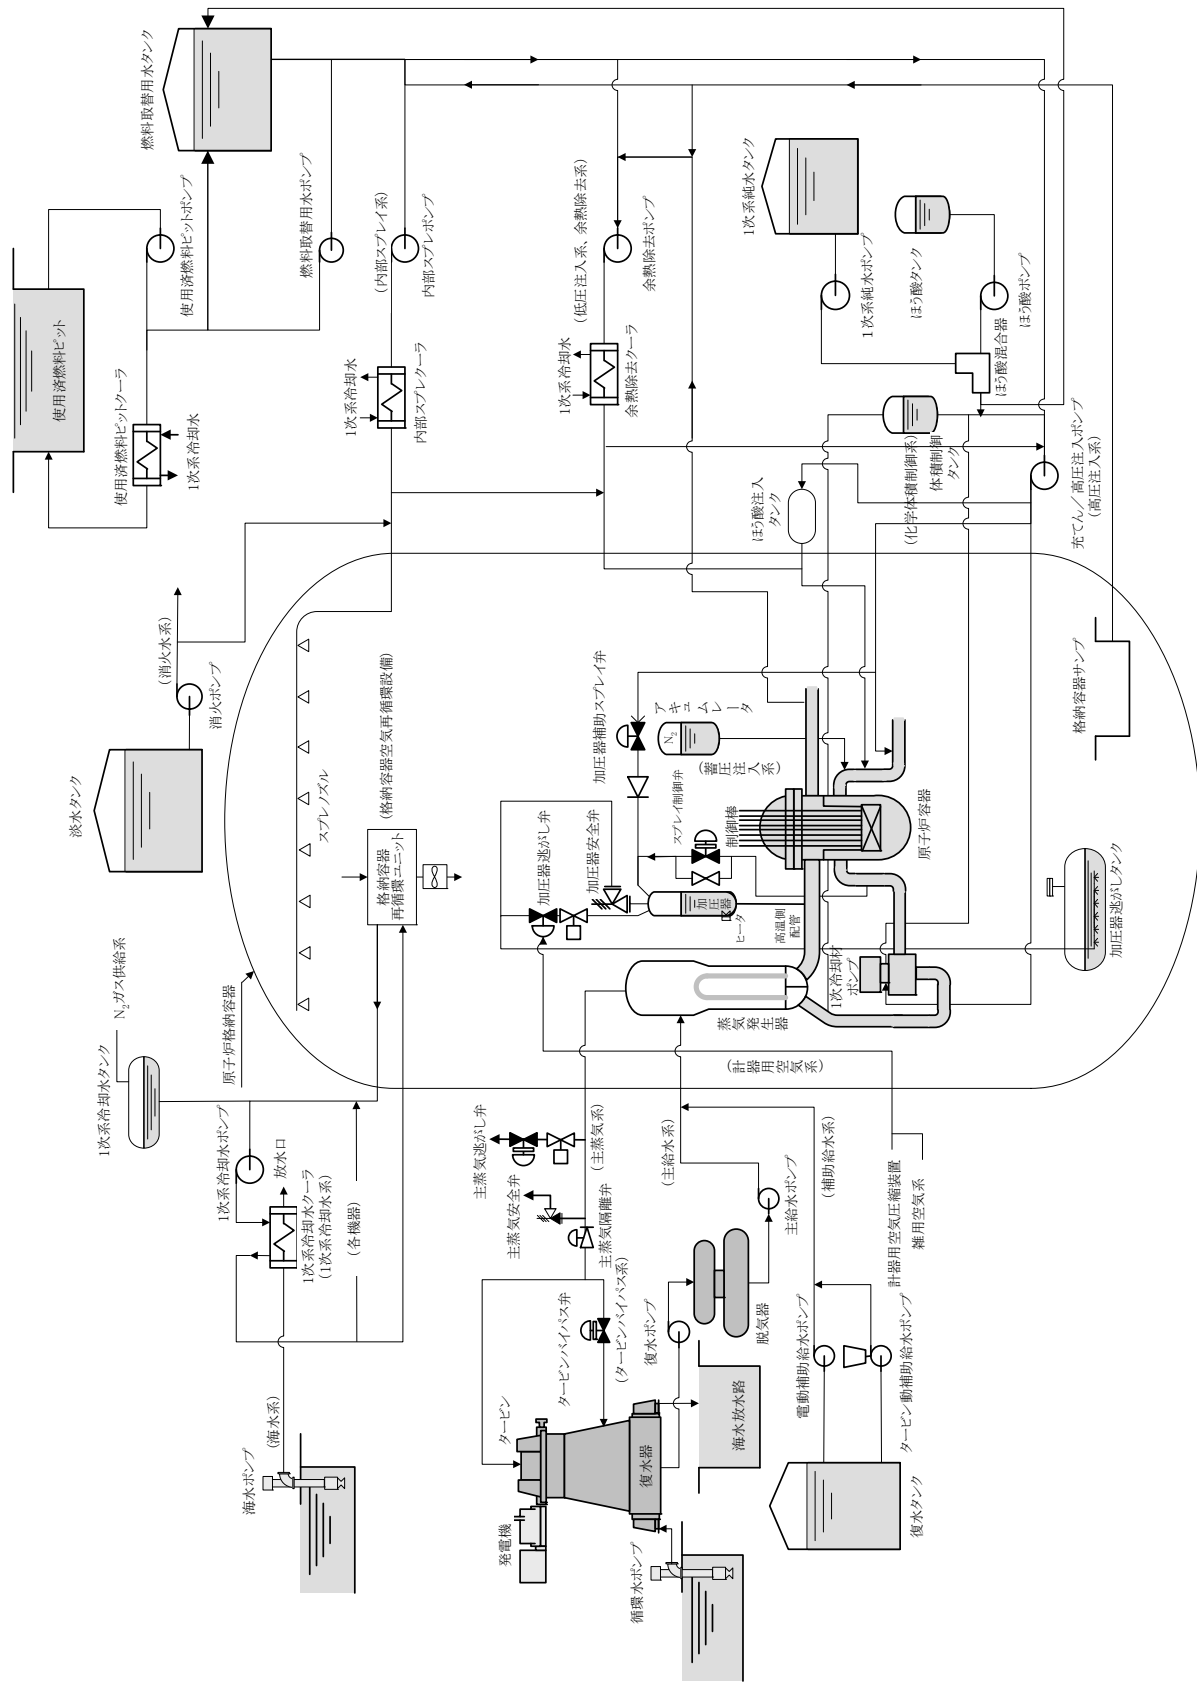 使用済燃料ピット
使用済燃料ピットクーラ
1次系冷却水
使用済燃料ピットポンプ
燃料取替用水タンク
燃料取替用水ポンプ
(内部スプレイ系)
内部スプレポンプ
1次系冷却水
内部スプレクーラ
(低圧注入系、余熱除去系)
余熱除去ポンプ
1次系冷却水
余熱除去クーラ
1次系純水タンク
1次系純水ポンプ
ほう酸タンク
ほう酸ポンプ
ほう酸混合器
(化学体積制御系)
体積制御
タンク
ほう酸注入
タンク
充てん/高圧注入ポンプ
(高圧注入系)
淡水タンク
(消火水系)
消火ポンプ
スプレノズル
(格納容器空気再循環設備)
格納容器
再循環ユニット
加圧器逃がし弁
加圧器安全弁
加圧器補助スプレイ弁
スプレイ制御弁
アキュムレータ
N2
(蓄圧注入系)
制御棒
原子炉容器
加圧器
ヒータ
高温側
配管
1次冷却材
ポンプ
蒸気発生器
格納容器サンプ
加圧器逃がしタンク
N2ガス供給系
1次系冷却水タンク
原子炉格納容器
1次系冷却水ポンプ
放水口
1次系冷却水クーラ
(1次系冷却水系)
(各機器)
海水ポンプ
(海水系)
主蒸気逃がし弁
主蒸気安全弁
(主蒸気系)
主蒸気隔離弁
タービンバイパス弁
(タービンバイパス系)
タービン
発電機
復水器
循環水ポンプ
海水放水路
復水ポンプ
脱気器
主給水ポンプ
(主給水系)
(計器用空気系)
(補助給水系)
計器用空気圧縮装置
雑用空気系
電動補助給水ポンプ
タービン動補助給水ポンプ
復水タンク